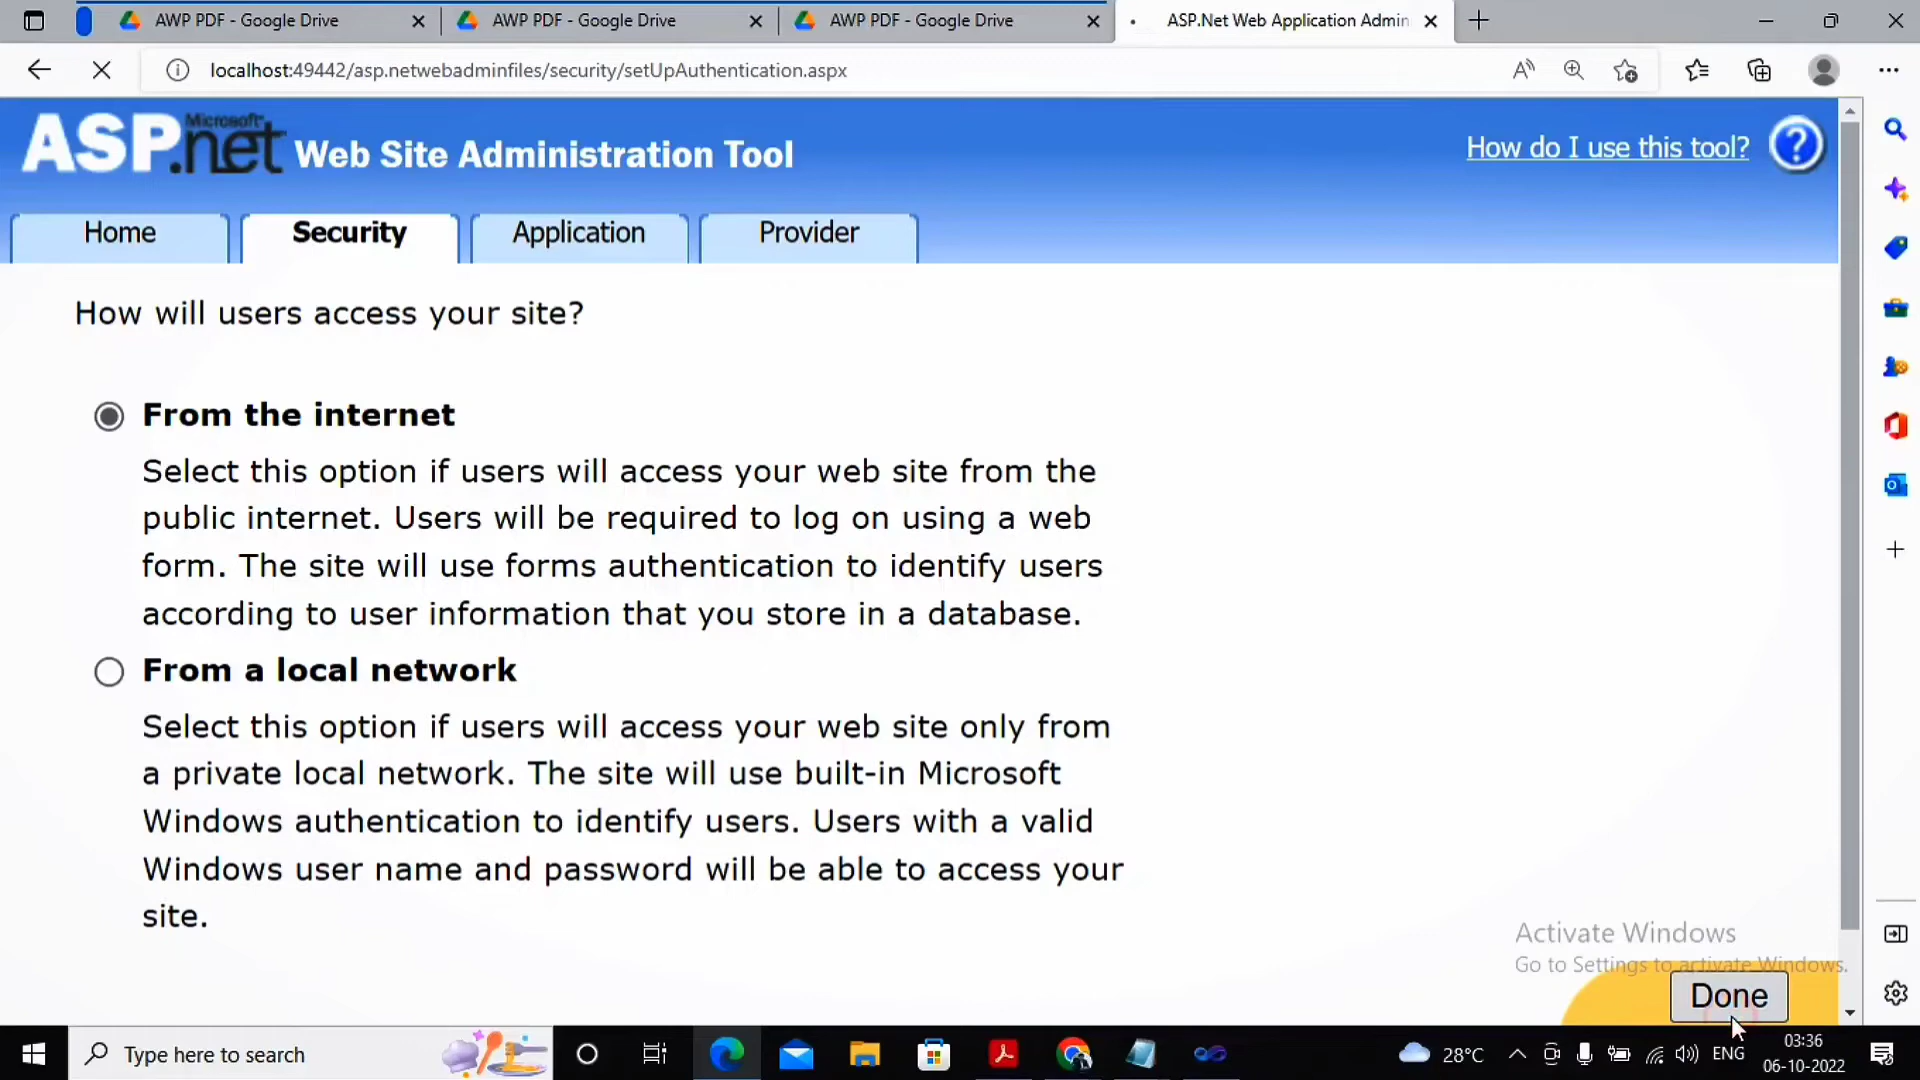 AWP PDF - Google Drive
AWP PDF - Google Drive
AWP PDF - Google Drive
ASP.Net Web Application Admin
localhost:49442/asp.netwebadminfiles/security/setUpAuthentication.aspx
Microsoft
ASP.net Web Site Administration Tool
How do I use this tool? ?
Home
Security
Application
Provider
How will users access your site?
From the internet
Select this option if users will access your web site from the
public internet. Users will be required to log on using a web
form. The site will use forms authentication to identify users
according to user information that you store in a database.
From a local network
Select this option if users will access your web site only from
a private local network. The site will use built-in Microsoft
Windows authentication to identify users. Users with a valid
Windows user name and password will be able to access your
site.
Activate Windows
Go to Settings to activate Windows.
Done
Type here to search
28°C
ENG
03:36
06-10-2022